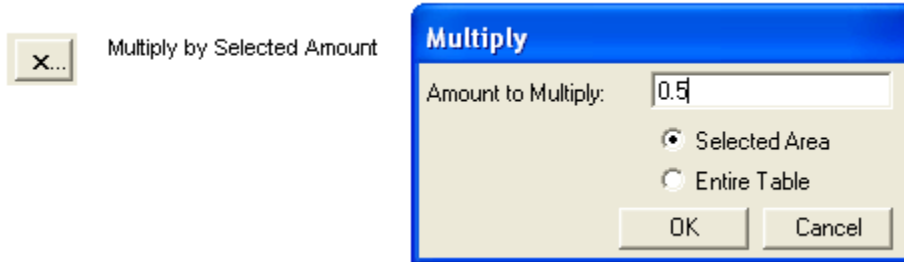 x...
Multiply by Selected Amount
Multiply
Amount to Multiply: 0.5
Selected Area
Entire Table
OK Cancel